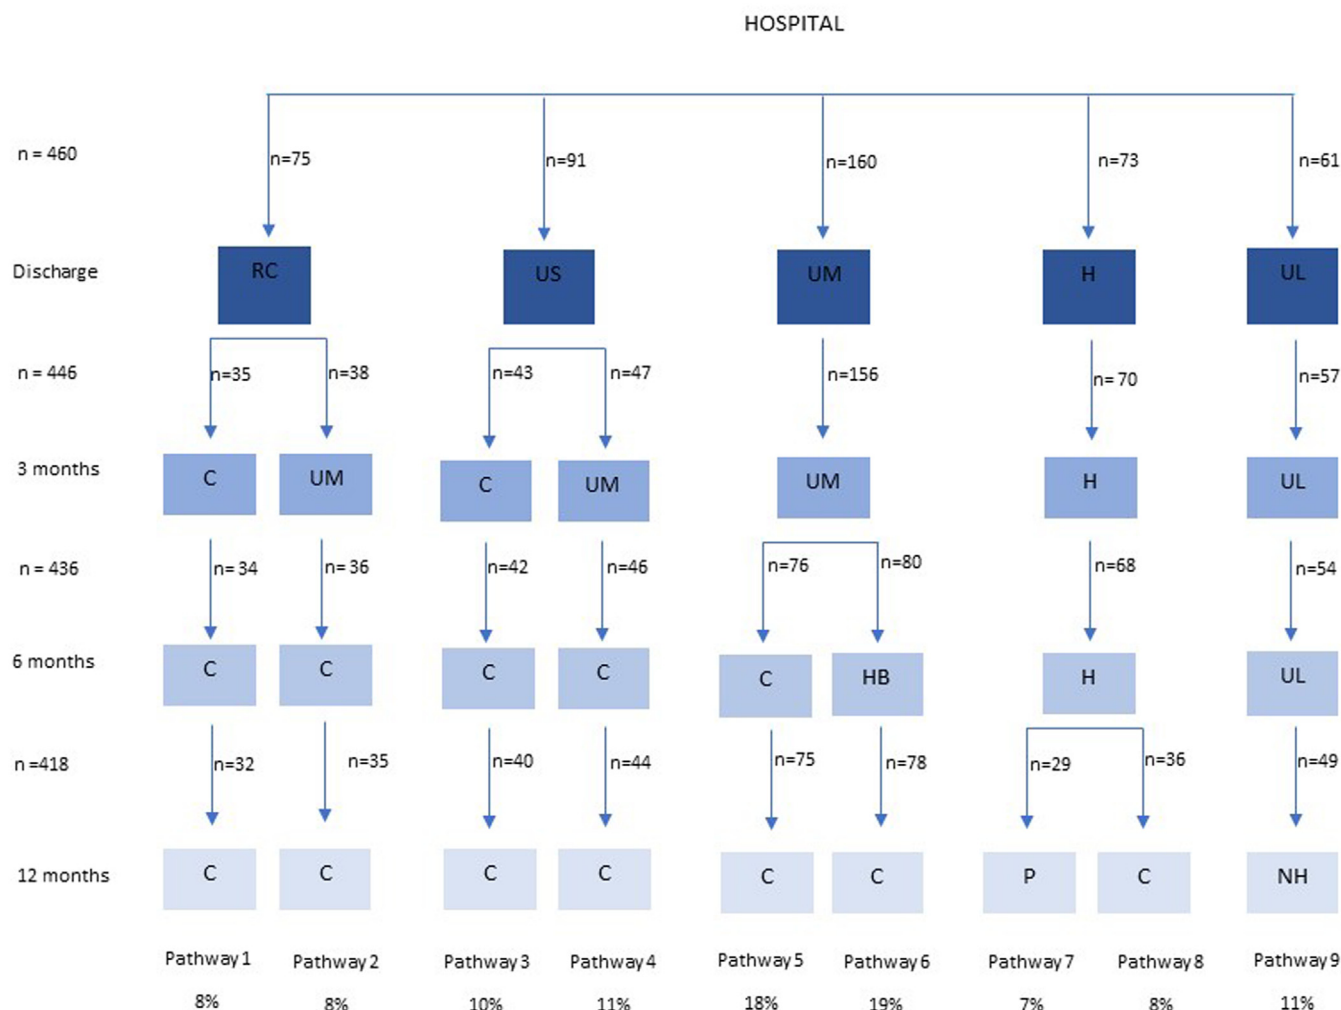 HOSPITAL
n = 460
n=75
n=91
n=160
n=73
n=61
Discharge
RC
US
UM
H
UL
n = 446
n=35
n=38
n=43
n=47
n=156
n= 70
n=57
3 months
C
UM
C
UM
UM
H
UL
n = 436
n= 34
n= 36
n=42
n=46
n=76
n=80
n=68
n=54
6 months
C
C
C
C
C
HB
H
UL
n =418
n=32
n=35
n=40
n=44
n=75
n=78
n=29
n=36
n=49
12 months
C
C
C
C
C
C
P
C
NH
Pathway 1
Pathway 2
Pathway 3
Pathway 4
Pathway 5
Pathway 6
Pathway 7
Pathway 8
Pathway 9
8%
8%
10%
11%
18%
19%
7%
8%
11%